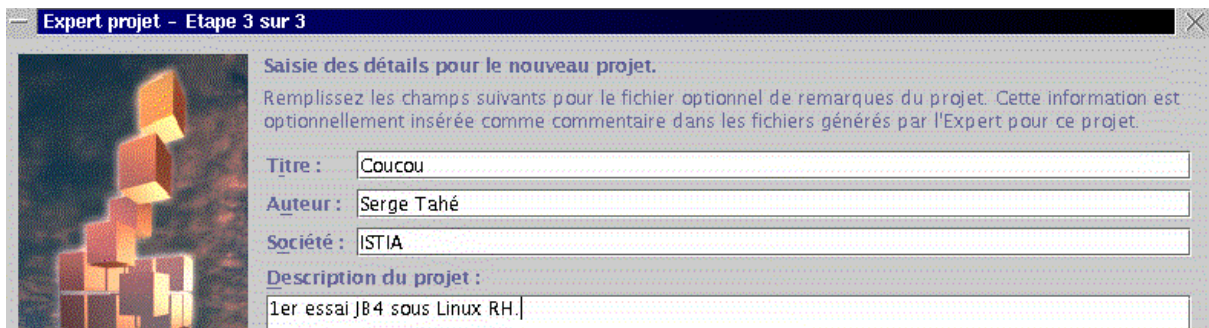 Expert projet - Etape 3 sur 3
Saisie des détails pour le nouveau projet.
Remplissez les champs suivants pour le fichier optionnel de remarques du projet. Cette information est
optionnellement insérée comme commentaire dans les fichiers générés par l'Expert pour ce projet.
Titre : Coucou
Auteur : Serge Tahé
Société : ISTIA
Description du projet :
1er essai JB4 sous Linux RH.